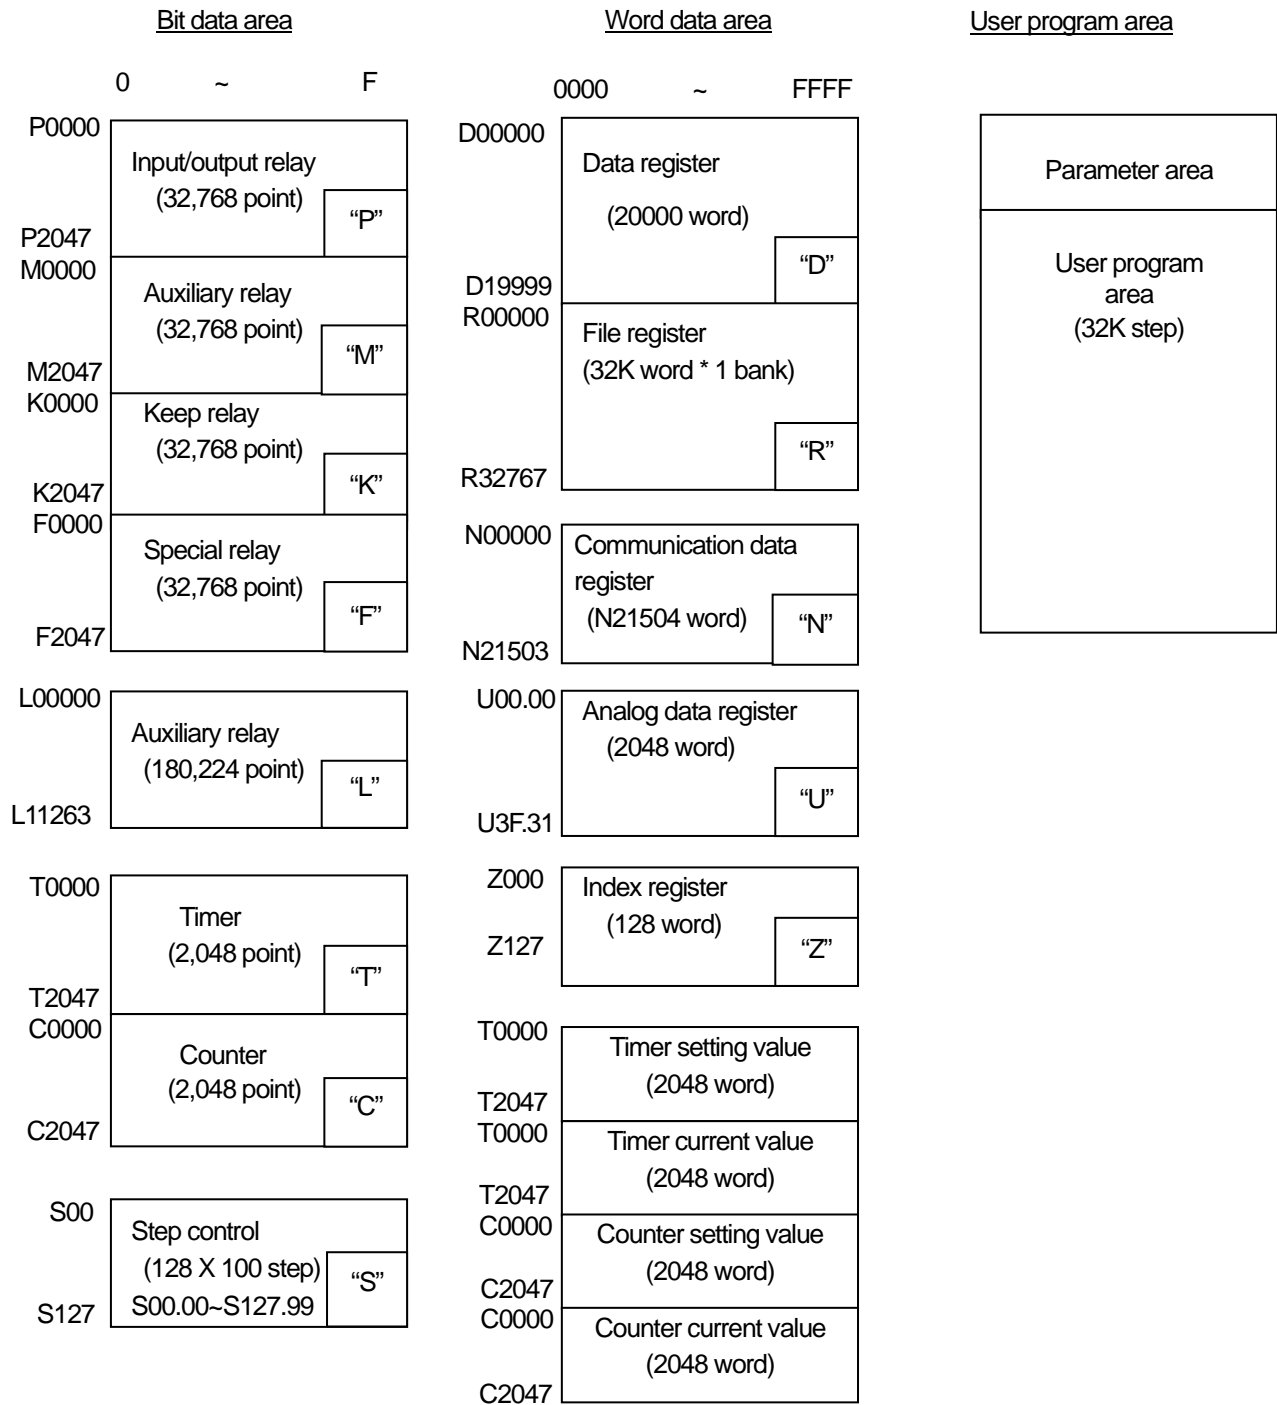 Bit data area
0 ~ F
P0000
Input/output relay
(32,768 point)
“P”
P2047
M0000
Auxiliary relay
(32,768 point)
“M”
M2047
K0000
Keep relay
(32,768 point)
“K”
K2047
F0000
Special relay
(32,768 point)
“F”
F2047
L00000
Auxiliary relay
(180,224 point)
“L”
L11263
T0000
Timer
(2,048 point)
“T”
T2047
C0000
Counter
(2,048 point)
“C”
C2047
S00
Step control
(128 X 100 step)
“S”
S00.00~S127.99
S127
Word data area
0000 ~ FFFF
D00000
Data register
(20000 word)
“D”
D19999
R00000
File register
(32K word * 1 bank)
“R”
R32767
N00000
Communication data
register
(N21504 word)
“N”
N21503
U00.00
Analog data register
(2048 word)
“U”
U3F.31
Z000
Index register
(128 word)
“Z”
Z127
T0000
Timer setting value
(2048 word)
T2047
T0000
Timer current value
(2048 word)
T2047
C0000
Counter setting value
(2048 word)
C2047
C0000
Counter current value
(2048 word)
C2047
User program area
Parameter area
User program
area
(32K step)